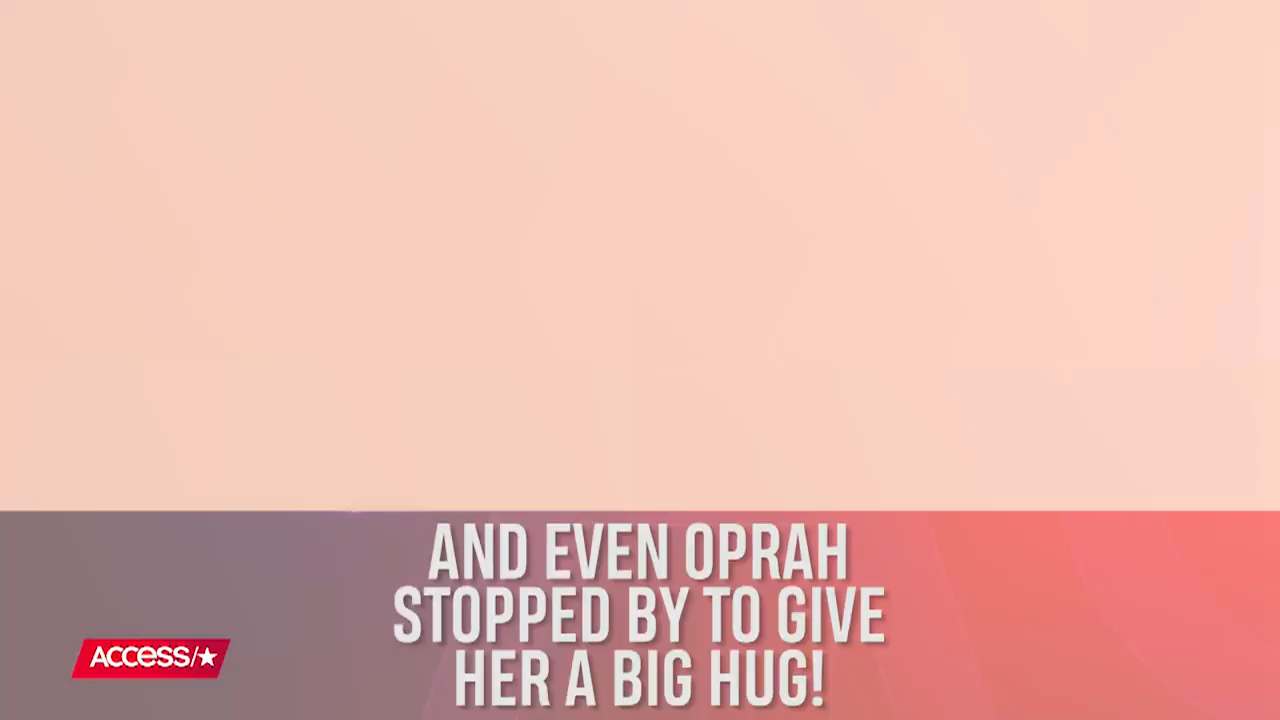 AND EVEN OPRAH
STOPPED BY TO GIVE
HER A BIG HUG!
ACCESS/★